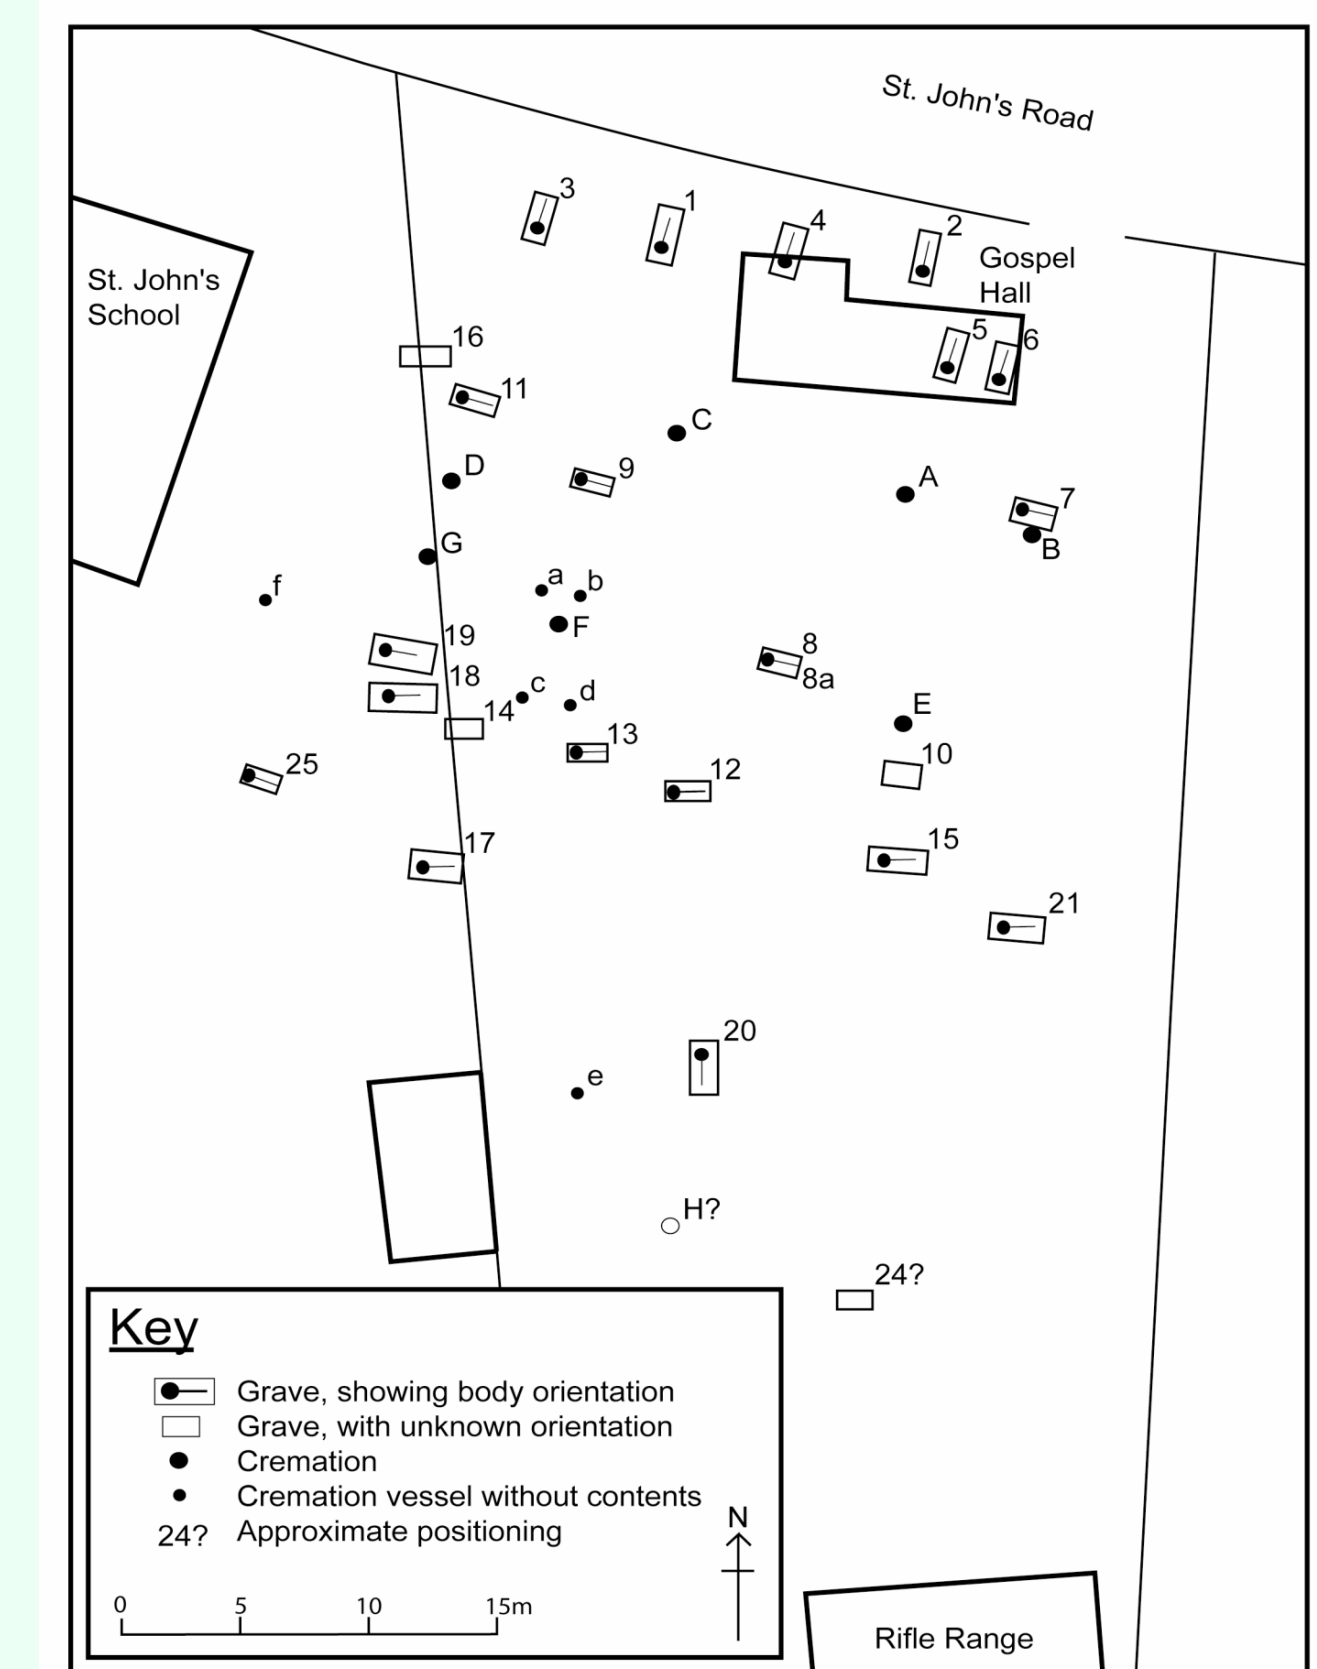 St. John's Road
3
1
4
2
Gospel
Hall
St. John's
School
5
6
16
11
C
D
9
A
7
B
G
a
b
f
F
19
8
8a
18
c
d
14
E
13
10
25
12
17
15
21
20
e
H?
24?
Key
Grave, showing body orientation
Grave, with unknown orientation
Cremation
Cremation vessel without contents
24? Approximate positioning
N
0 5 10 15m
Rifle Range